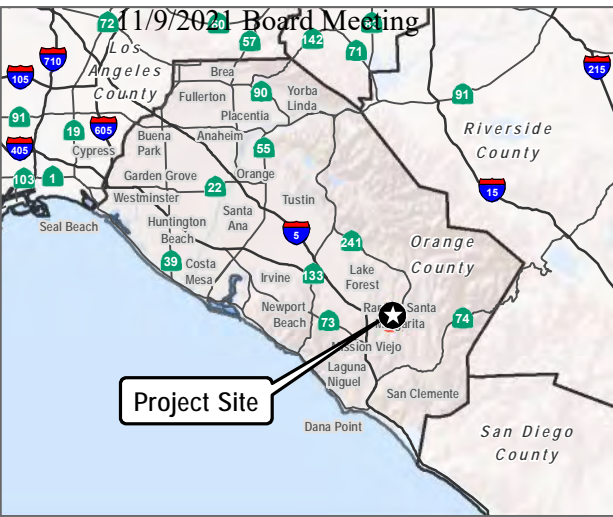 11/9/2021 Board Meeting
72
60
57
142
83
71
Los
Angeles
County
710
105
91
19
605
405
103
1
215
91
Riverside
County
15
Brea
Fullerton
90
Yorba
Linda
Placentia
Buena
Park
Anaheim
Cypress
55
Orange
Garden Grove
22
Westminster
Santa
Ana
Tustin
Seal Beach
Huntington
Beach
5
241
Orange
County
39
Costa
Mesa
Irvine
133
Lake
Forest
Newport
Beach
73
Santa
74
Mission Viejo
Laguna
Niguel
San Clemente
Project Site
Dana Point
San Diego
County